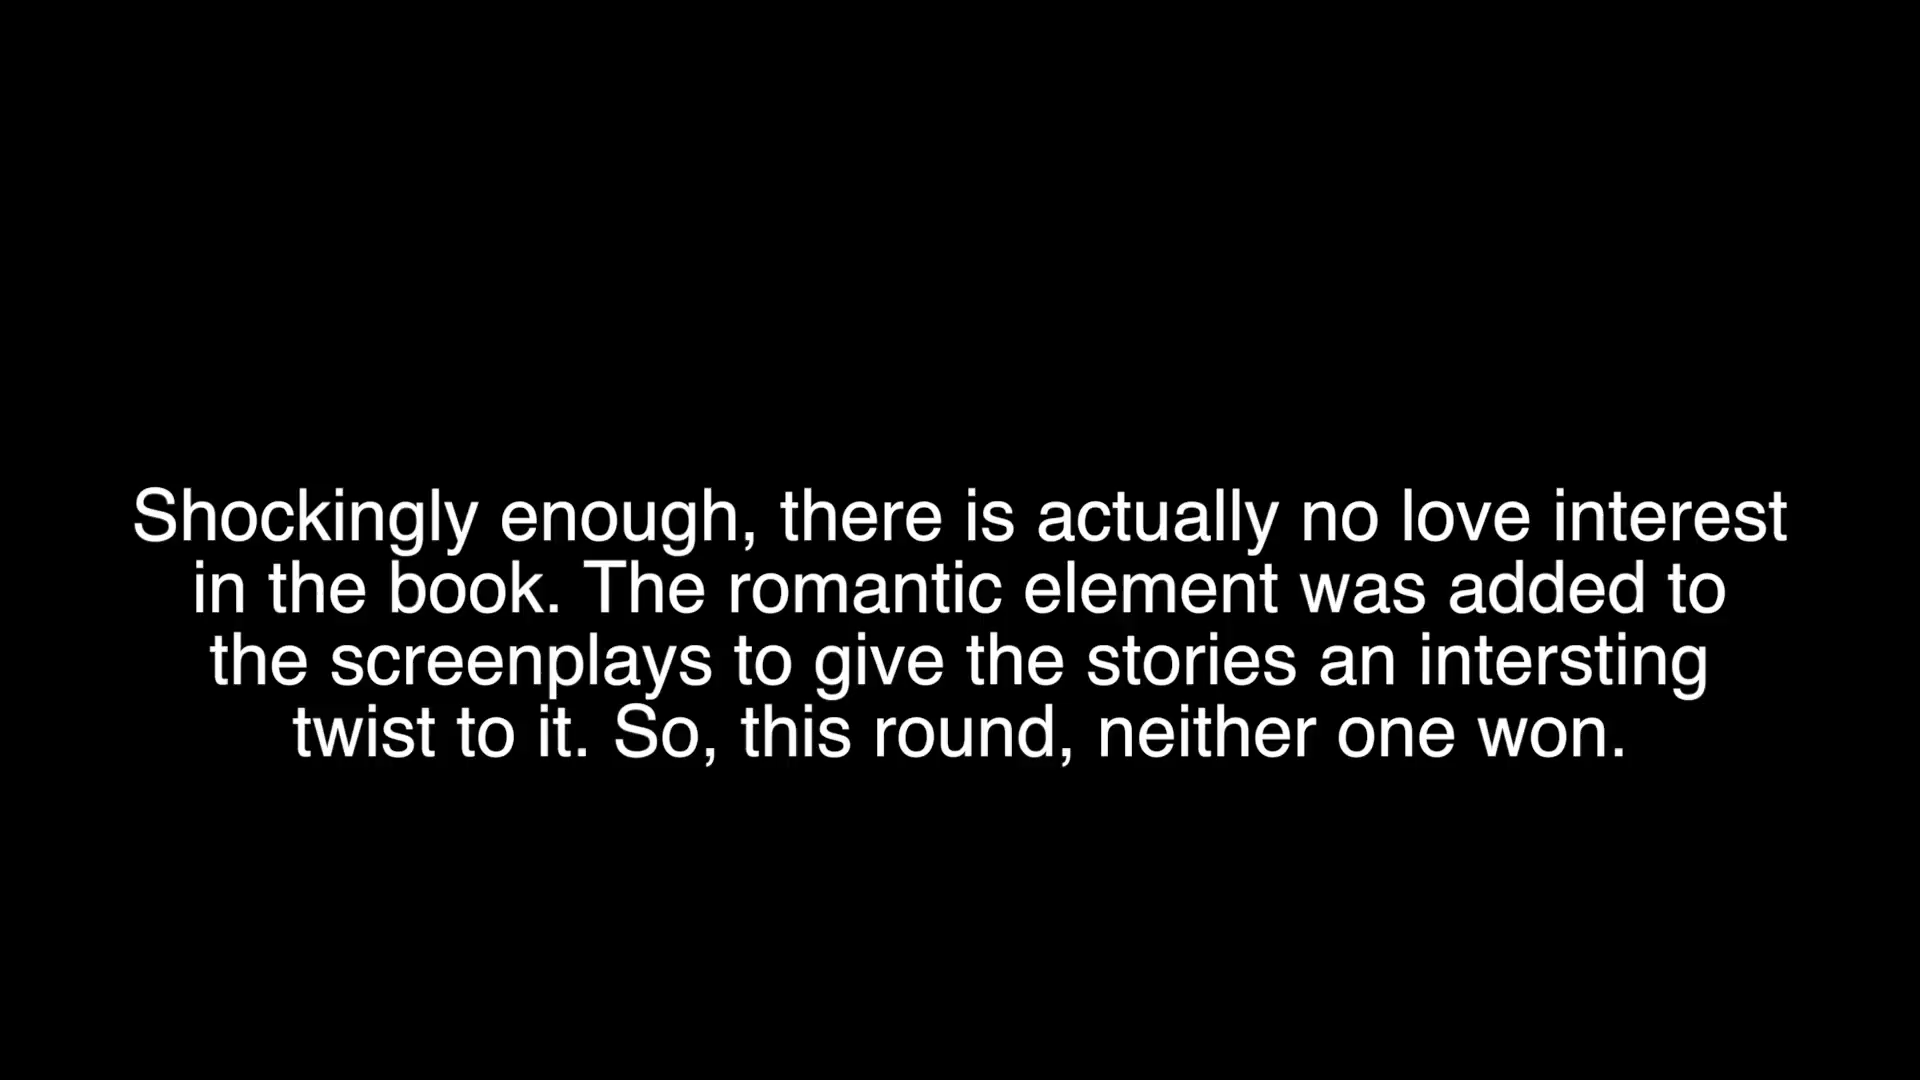 Shockingly enough, there is actually no love interest
in the book. The romantic element was added to
the screenplays to give the stories an intersting
twist to it. So, this round, neither one won.